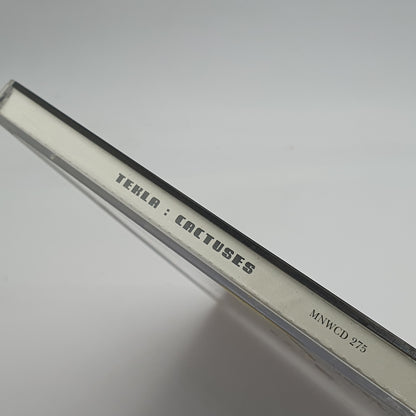 TEKLA : CACTUSES
MNWCD 275